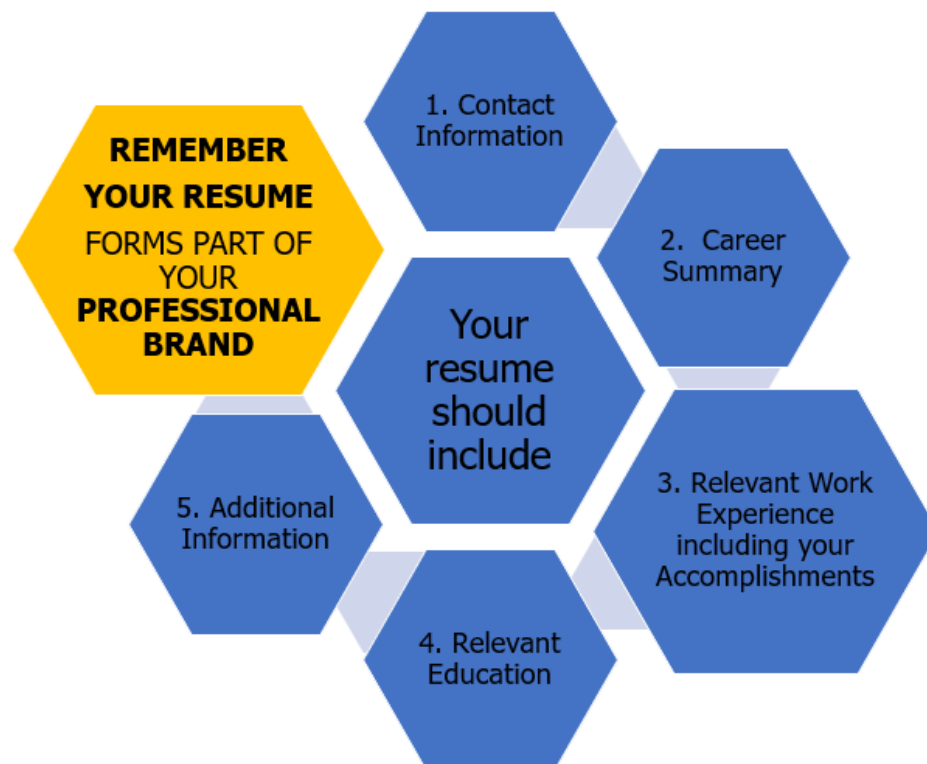 1. Contact
Information
REMEMBER
YOUR RESUME
FORMS PART OF
YOUR
PROFESSIONAL
BRAND
2. Career
Summary
Your
resume
should
include
3. Relevant Work
Experience
including your
Accomplishments
5. Additional
Information
4. Relevant
Education